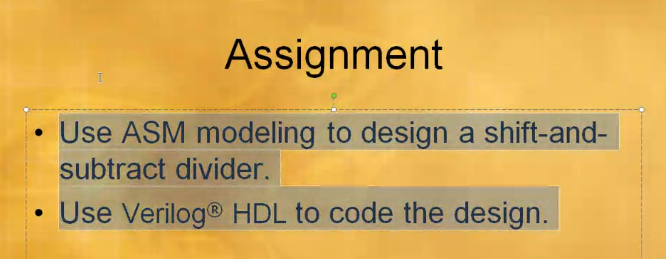 Assignment
• Use ASM modeling to design a shift-and-
subtract divider.
• Use Verilog® HDL to code the design.